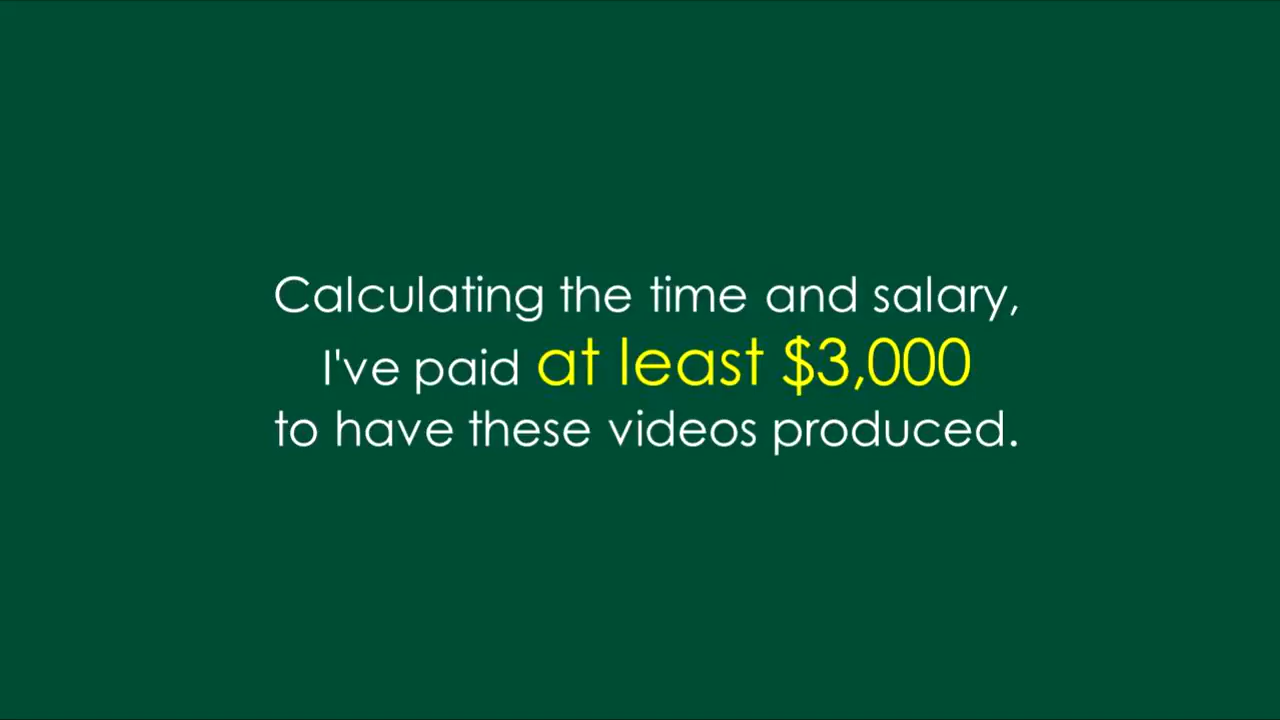 Calculating the time and salary,
I've paid at least $3,000
to have these videos produced.